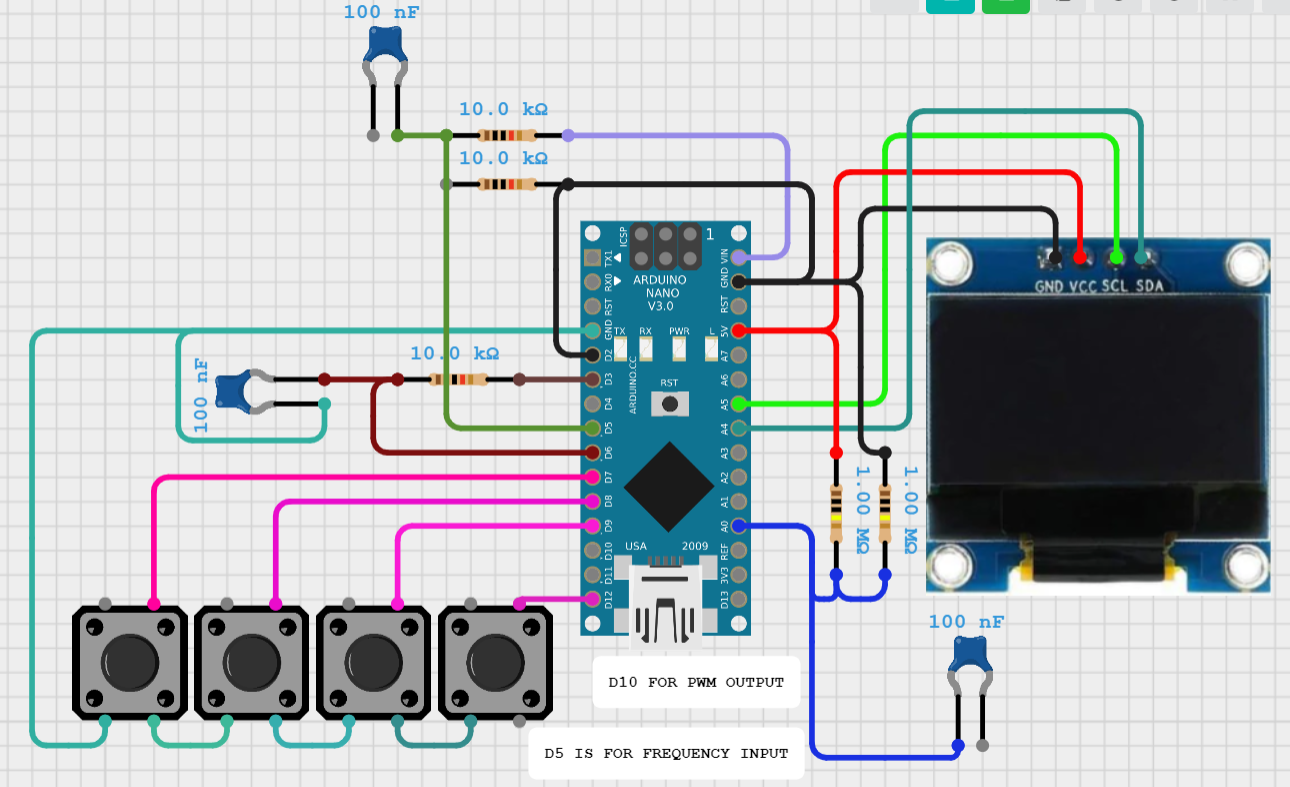 100 nF
10.0 kΩ
10.0 kΩ
ICSP
1
TX1
RX0
RST
GND
D2
D3
D4
D5
D6
D7
D8
D9
D10
D11
D12
ARDUINO
NANO
V3.0
TX
RX
PWR
L
ARDUINO.CC
RST
USA
2009
VIN
GND
RST
5V
A7
A6
A5
A4
A3
A2
A1
A0
REF
3V3
D13
GND VCC SCL SDA
10.0 kΩ
100 nF
1.00 MΩ
1.00 MΩ
100 nF
D10 FOR PWM OUTPUT
D5 IS FOR FREQUENCY INPUT